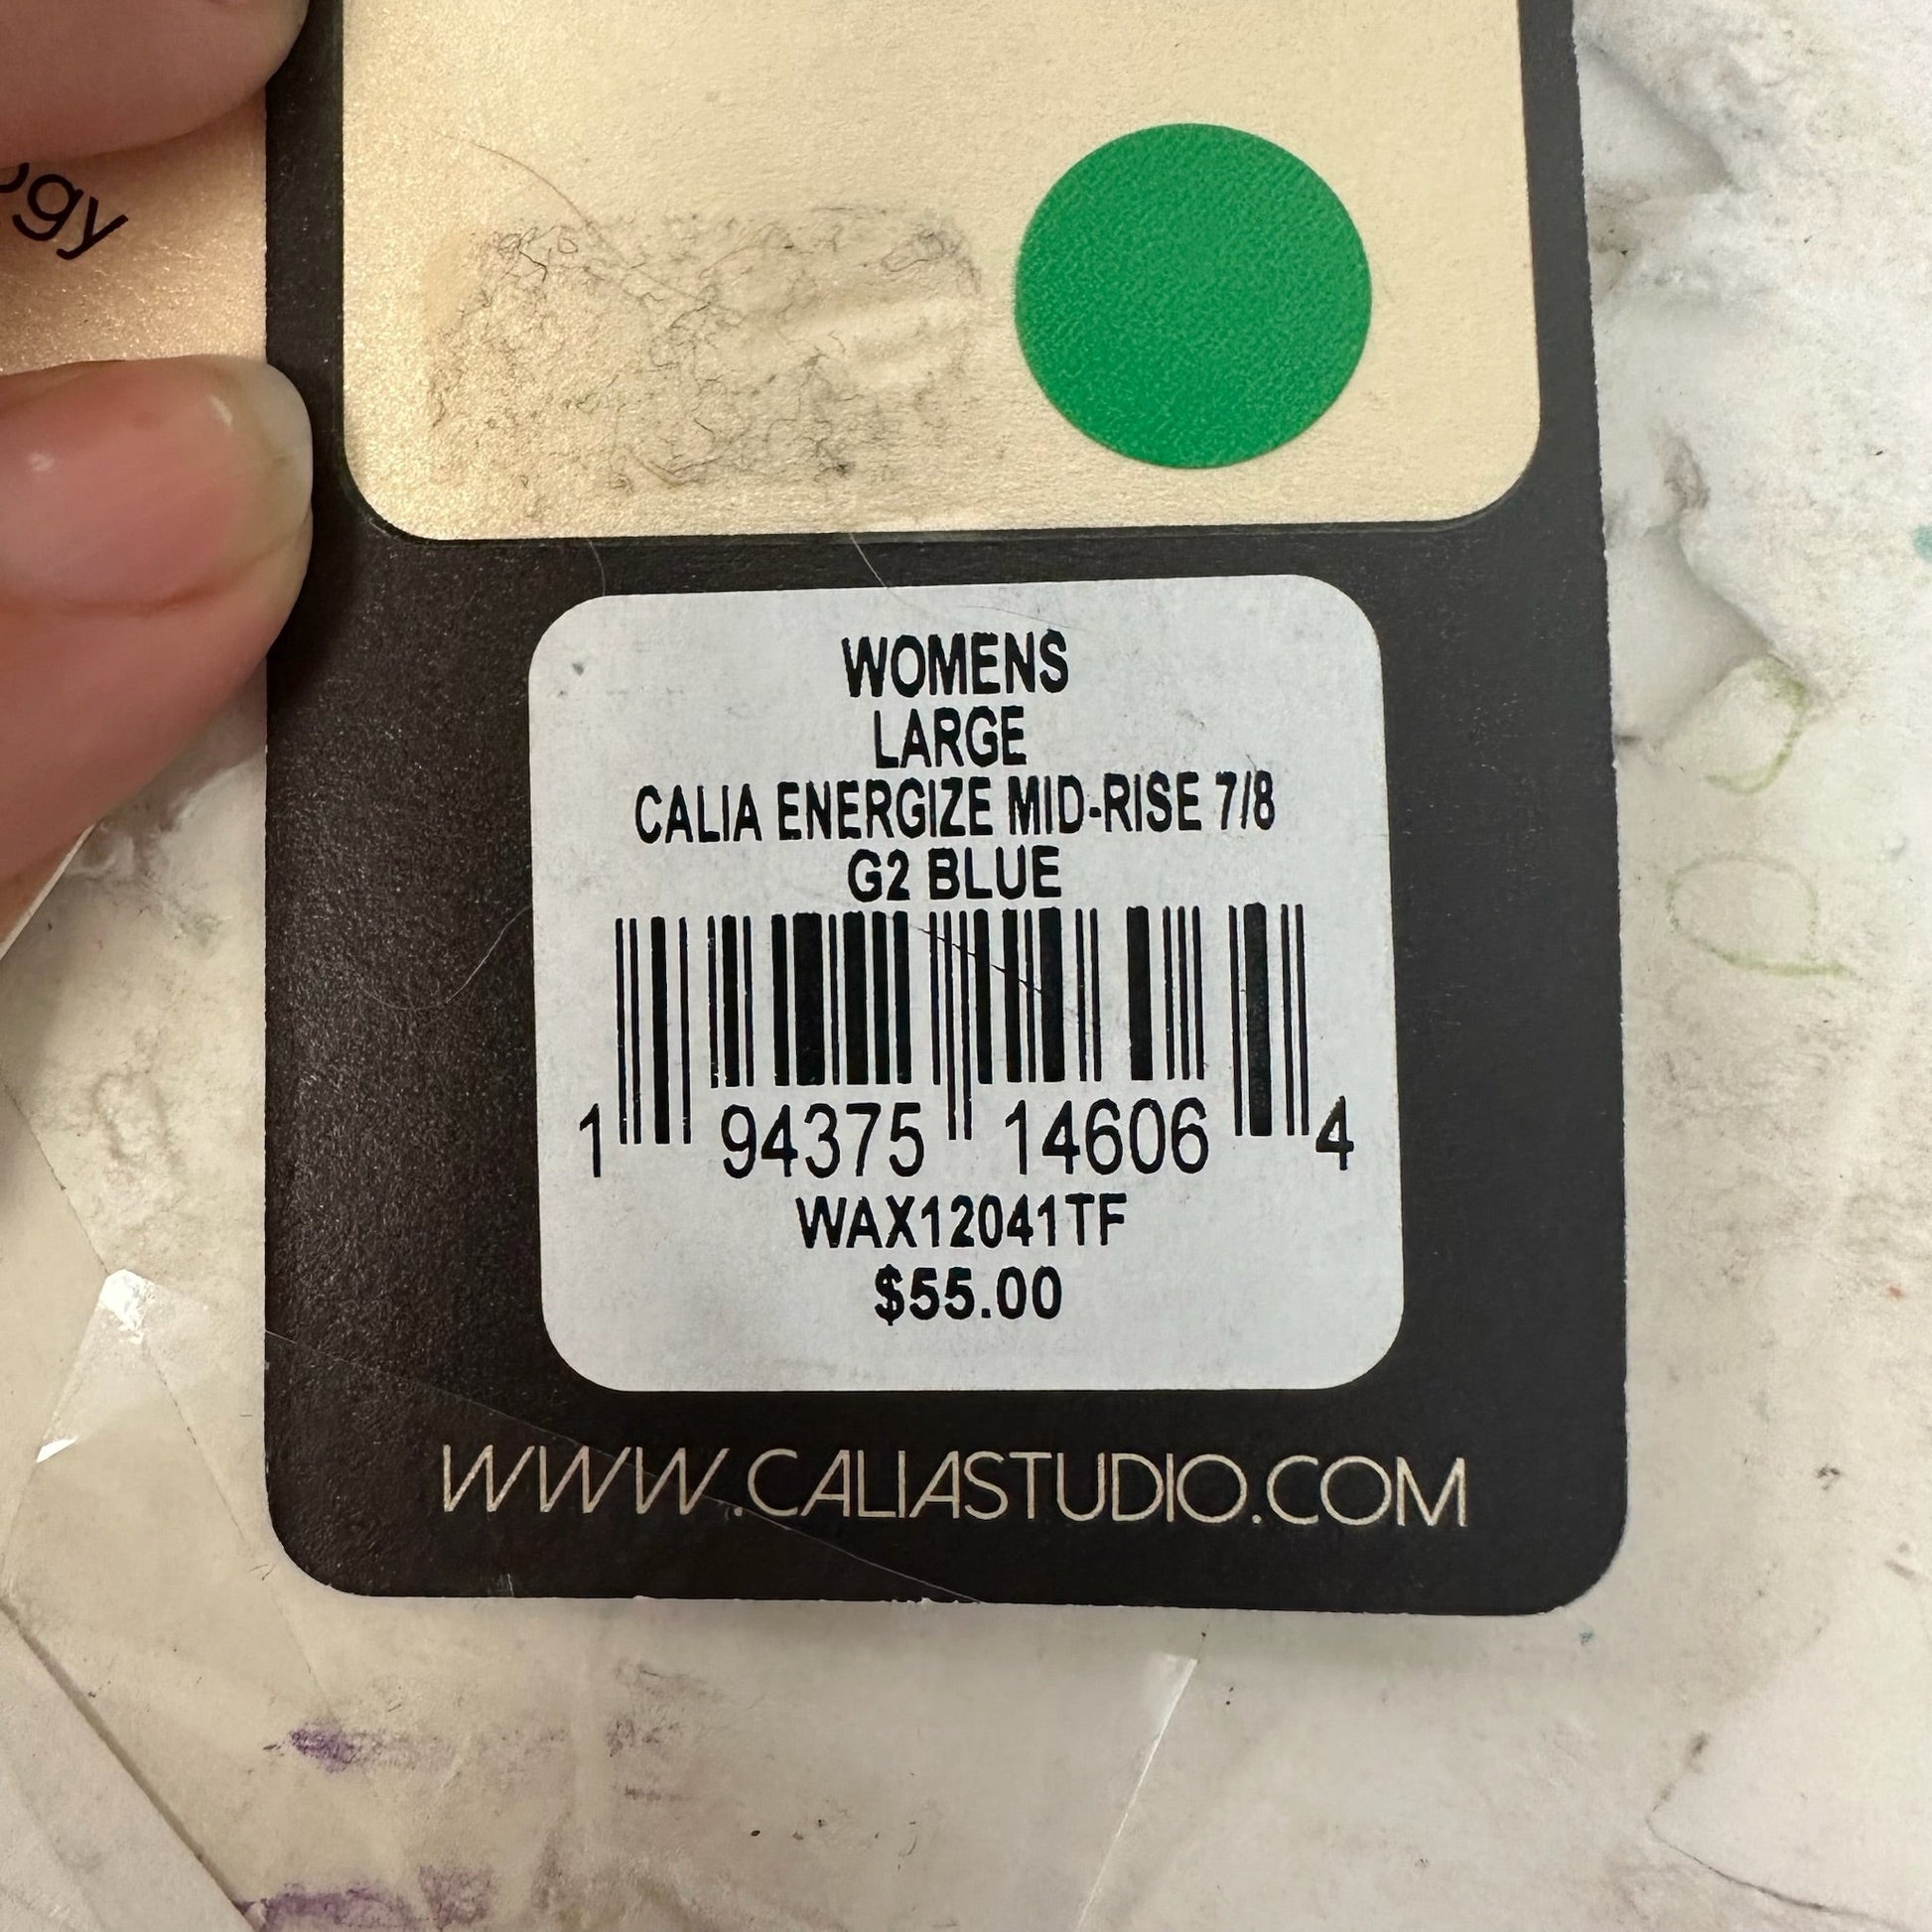 gy
WOMENS
LARGE
CALIA ENERGIZE MID-RISE 7/8
G2 BLUE
1 94375 14606 4
WAX12041TF
$55.00
WWW.CALIASTUDIO.COM